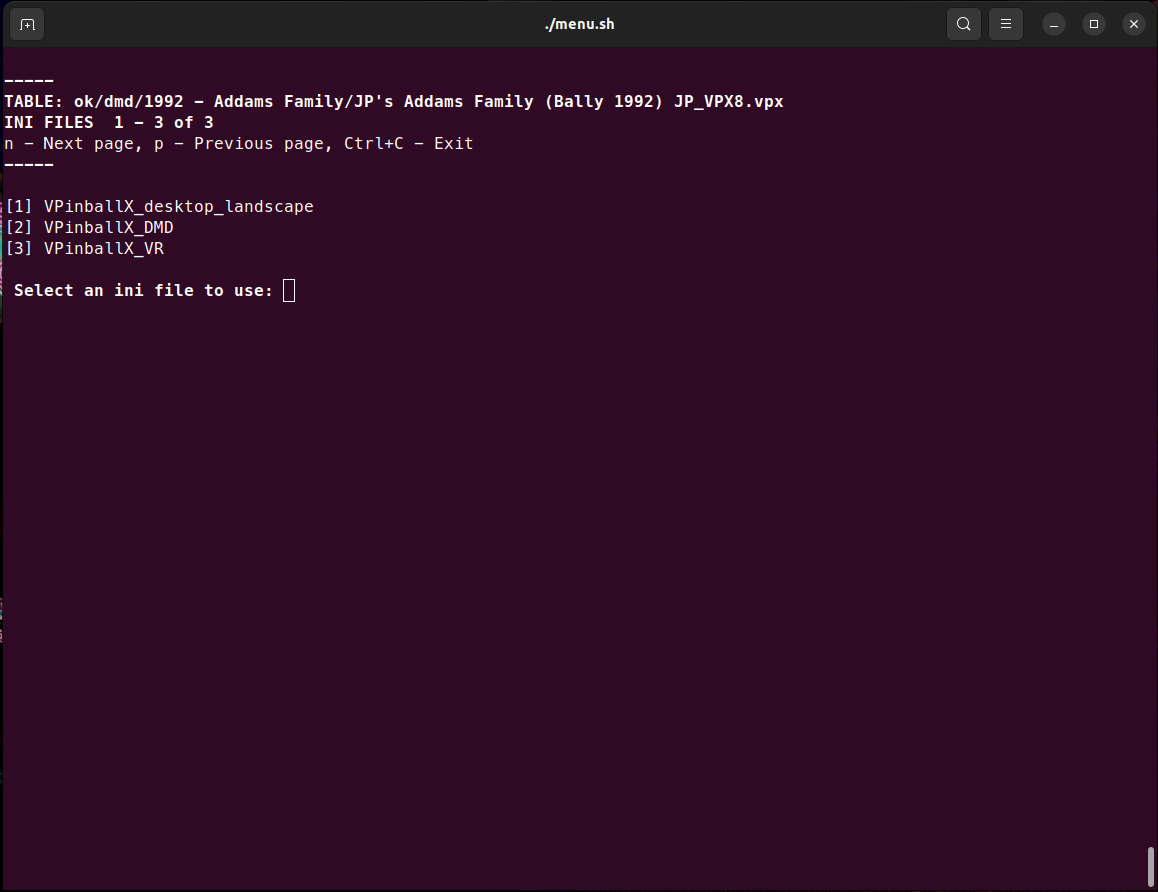 ./menu.sh
-----
TABLE: ok/dmd/1992 - Addams Family/JP's Addams Family (Bally 1992) JP_VPX8.vpx
INI FILES  1 - 3 of 3
n - Next page, p - Previous page, Ctrl+C - Exit
-----
[1] VPinballX_desktop_landscape
[2] VPinballX_DMD
[3] VPinballX_VR
Select an ini file to use: